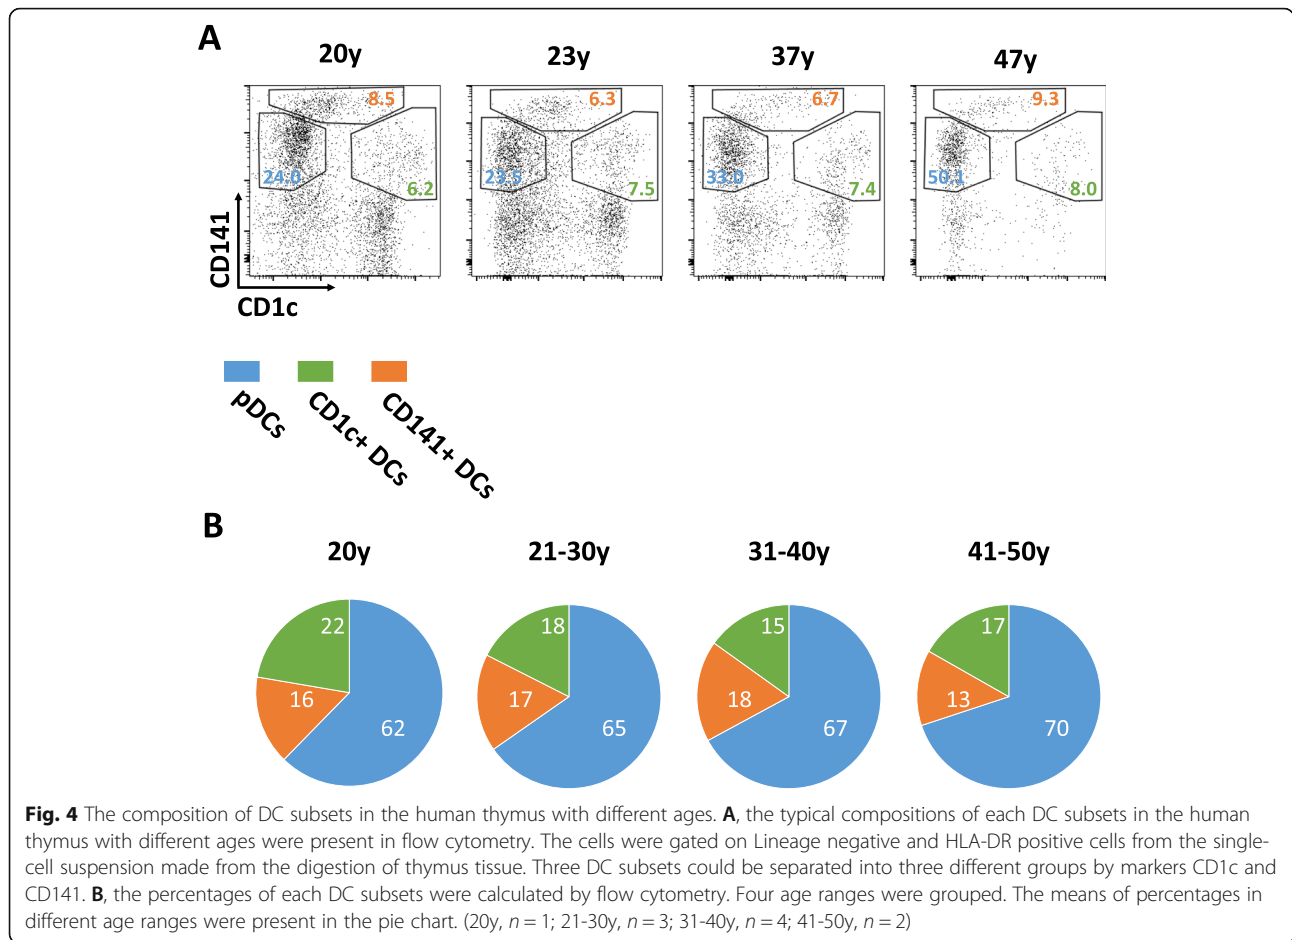 A
20y
23y
37y
47y
8.5
6.3
6.7
9.3
24.0
23.5
33.0
50.1
6.2
7.5
7.4
8.0
CD141
CD1c
pDCs
CD1c+ DCs
CD141+ DCs
B
20y
21-30y
31-40y
41-50y
22
16
62
18
17
65
15
18
67
17
13
70
Fig. 4 The composition of DC subsets in the human thymus with different ages. A, the typical compositions of each DC subsets in the human
thymus with different ages were present in flow cytometry. The cells were gated on Lineage negative and HLA-DR positive cells from the single-
cell suspension made from the digestion of thymus tissue. Three DC subsets could be separated into three different groups by markers CD1c and
CD141. B, the percentages of each DC subsets were calculated by flow cytometry. Four age ranges were grouped. The means of percentages in
different age ranges were present in the pie chart. (20y, n = 1; 21-30y, n = 3; 31-40y, n = 4; 41-50y, n = 2)